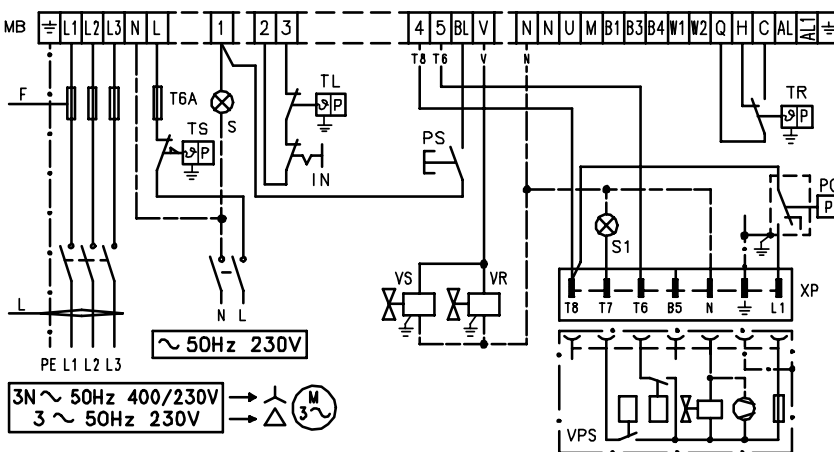 MB L1 L2 L3 N L 1 2 3 4 5 BL V N N U M B1 B3 B4 W1 W2 Q H C AL AL1
T8 T6 V N
F
T6A
S
TS
ϑ P
TL
ϑ P
IN
PS
TR
ϑ P
P
S1
VS
VR
XP
T8 T7 T6 B5 N L1
L
N L
∼ 50Hz 230V
PE L1 L2 L3
3N ∼ 50Hz 400/230V
3 ∼ 50Hz 230V
M
3∼
VPS